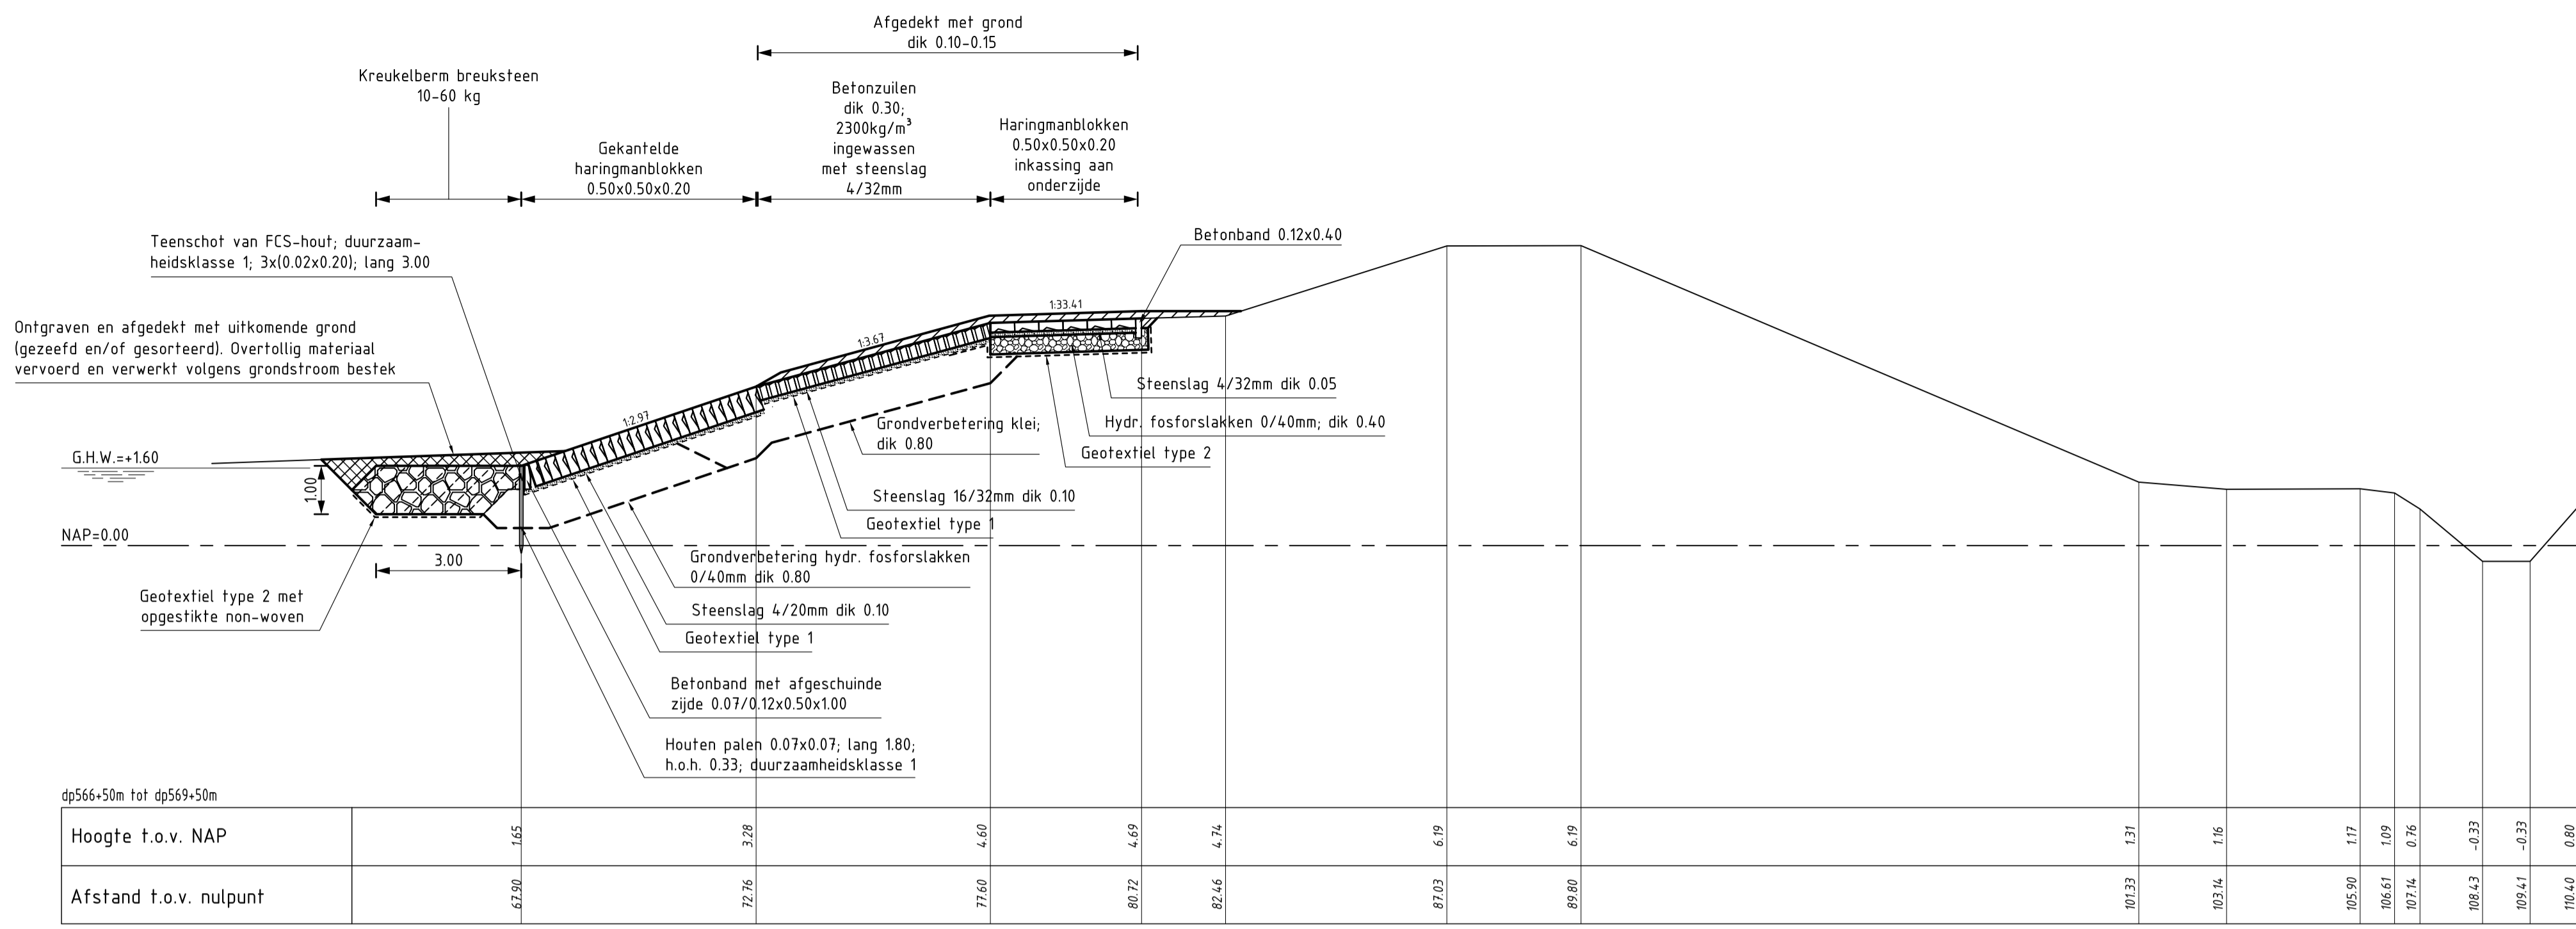 Afgedekt met grond
dik 0.10-0.15
Kreukelberm breuksteen
10-60 kg
Gekantelde
haringmanblokken
0.50x0.50x0.20
Betonzuilen
dik 0.30;
2300kg/m³
ingewassen
met steenslag
4/32mm
Haringmanblokken
0.50x0.50x0.20
inkassing aan
onderzijde
Teenschot van FCS-hout; duurzaam-
heidsklasse 1; 3x(0.02x0.20); lang 3.00
Betonband 0.12x0.40
Ontgraven en afgedekt met uitkomende grond
(gezeefd en/of gesorteerd). Overtollig materiaal
vervoerd en verwerkt volgens grondstroom bestek
1:33.41
1:3.67
1:2.97
Steenslag 4/32mm dik 0.05
Hydr. fosforslakken 0/40mm; dik 0.40
Geotextiel type 2
Grondverbetering klei;
dik 0.80
G.H.W.=+1.60
1.00
Steenslag 16/32mm dik 0.10
Geotextiel type 1
NAP=0.00
3.00
Grondverbetering hydr. fosforslakken
0/40mm dik 0.80
Geotextiel type 2 met
opgestikte non-woven
Steenslag 4/20mm dik 0.10
Geotextiel type 1
Betonband met afgeschuinde
zijde 0.07/0.12x0.50x1.00
Houten palen 0.07x0.07; lang 1.80;
h.o.h. 0.33; duurzaamheidsklasse 1
dp566+50m tot dp569+50m
Hoogte t.o.v. NAP 1.65 3.28 4.60 4.69 4.74 6.19 6.19 1.31 1.16 1.17 1.09 0.76 -0.33 -0.33 0.80
Afstand t.o.v. nulpunt 67.90 72.76 77.60 80.72 82.46 87.03 89.80 101.33 103.14 105.90 106.61 107.14 108.43 109.41 110.40